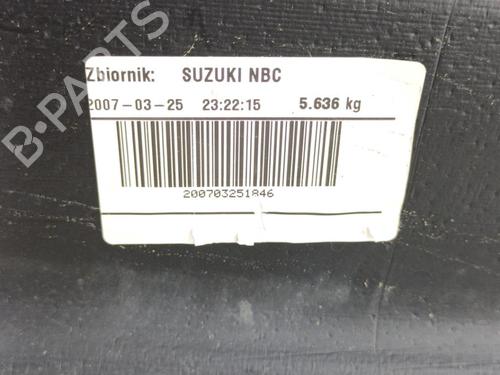 B-PARTS
Zbiornik: SUZUKI NBC
2007-03-25 23:22:15 5.636 kg
200703251846